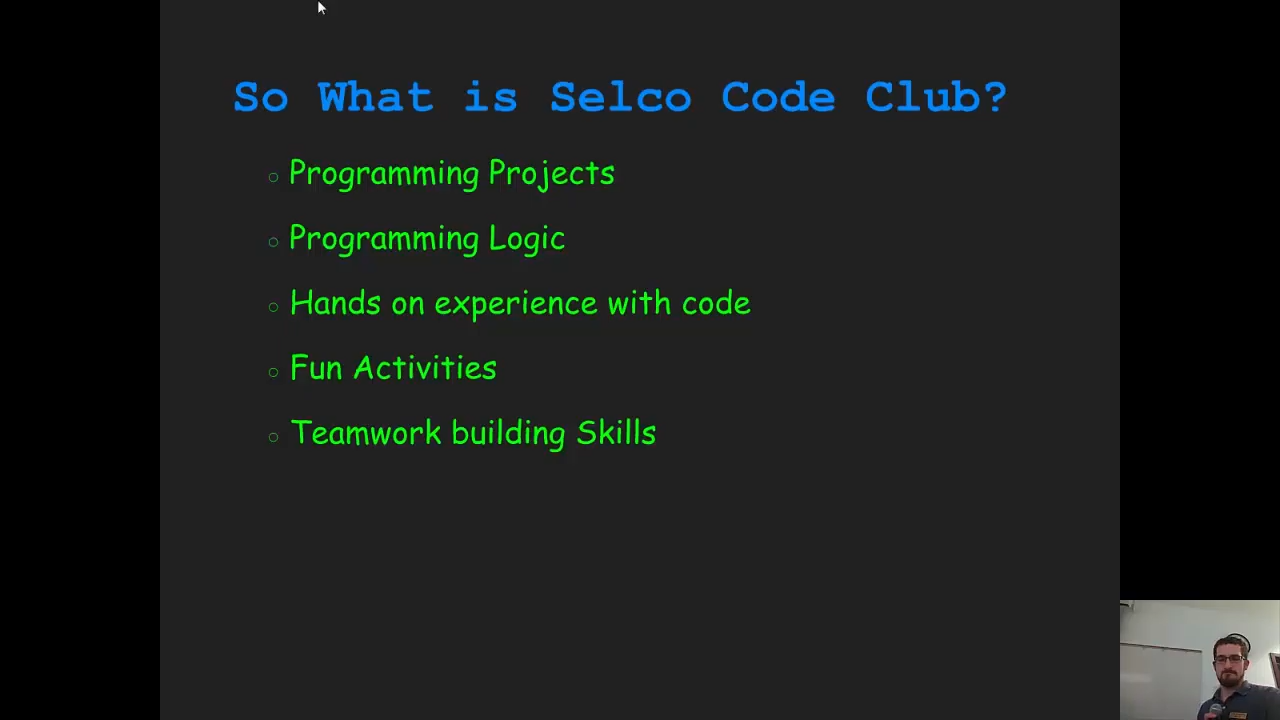 So What is Selco Code Club?
Programming Projects
Programming Logic
Hands on experience with code
Fun Activities
Teamwork building Skills